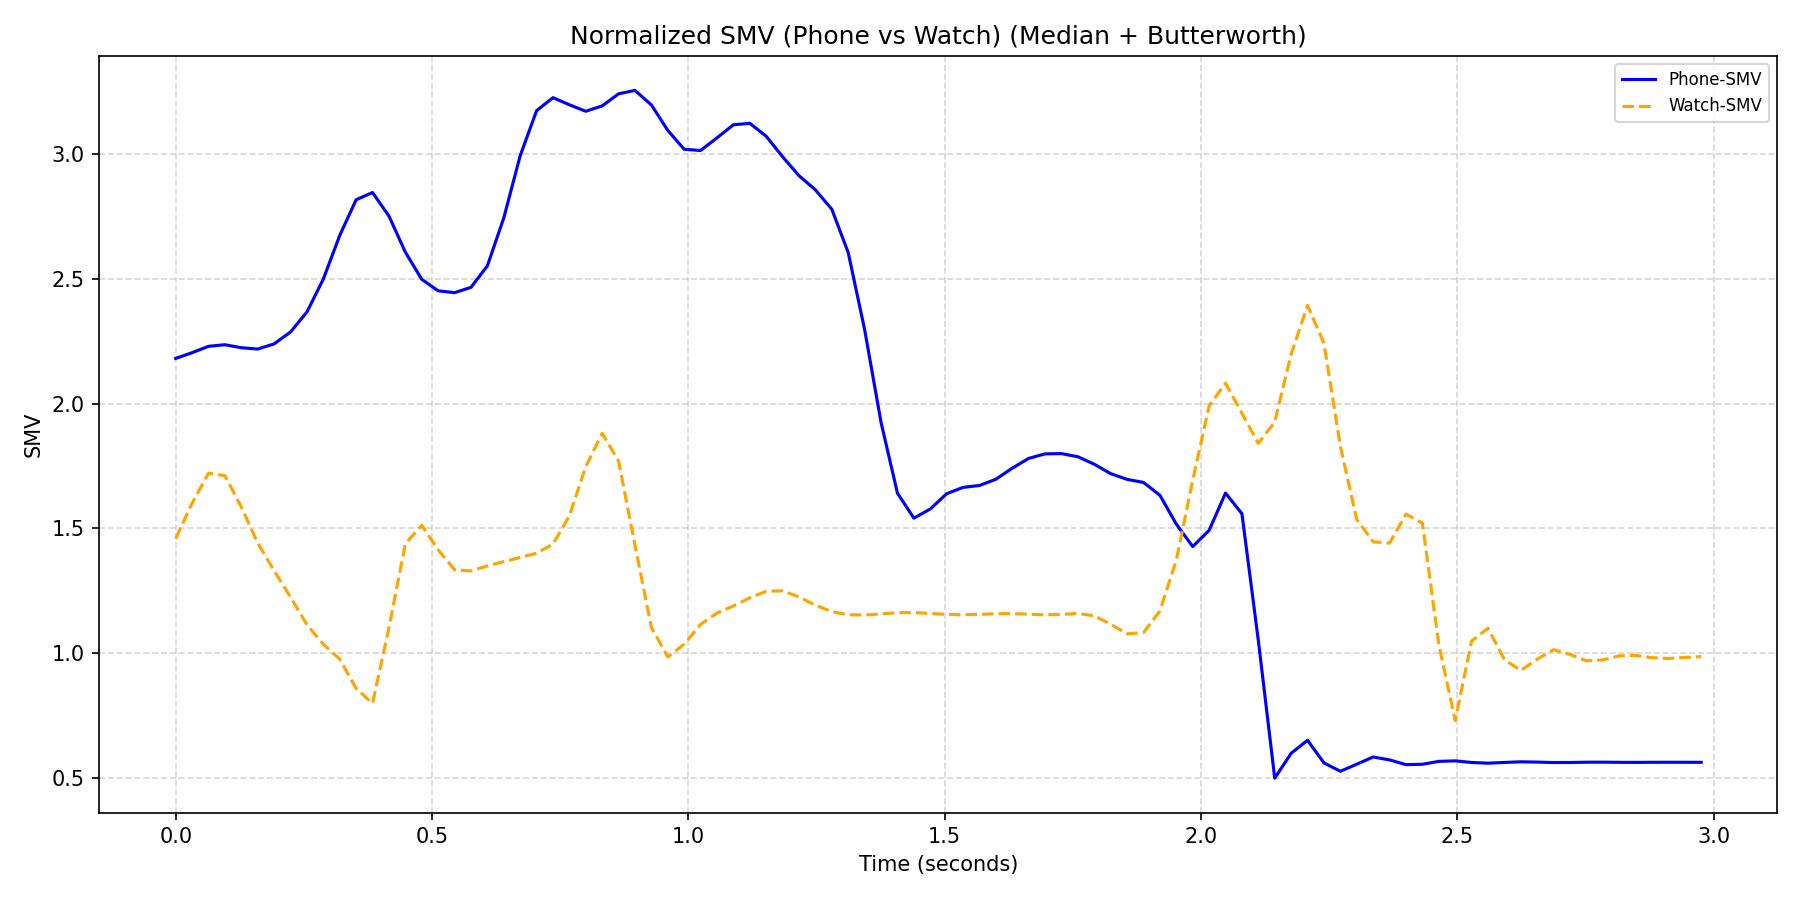 Normalized SMV (Phone vs Watch) (Median + Butterworth)
Phone-SMV
Watch-SMV
SMV
3.0
2.5
2.0
1.5
1.0
0.5
0.0 0.5 1.0 1.5 2.0 2.5 3.0
Time (seconds)